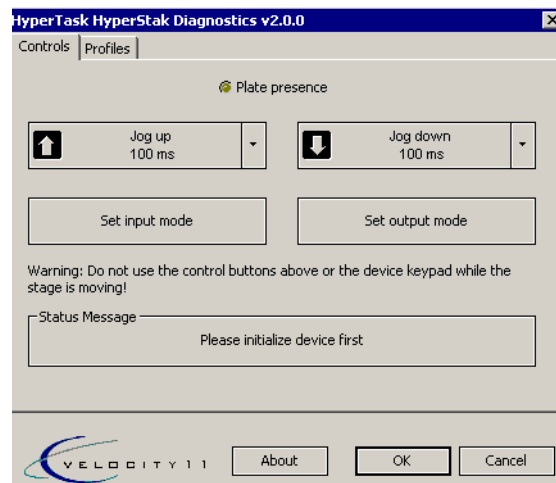 HyperTask HyperStak Diagnostics v2.0.0
Controls
Profiles
Plate presence
Jog up
100 ms
Jog down
100 ms
Set input mode
Set output mode
Warning: Do not use the control buttons above or the device keypad while the
stage is moving!
Status Message
Please initialize device first
VELOCITY11
About
OK
Cancel